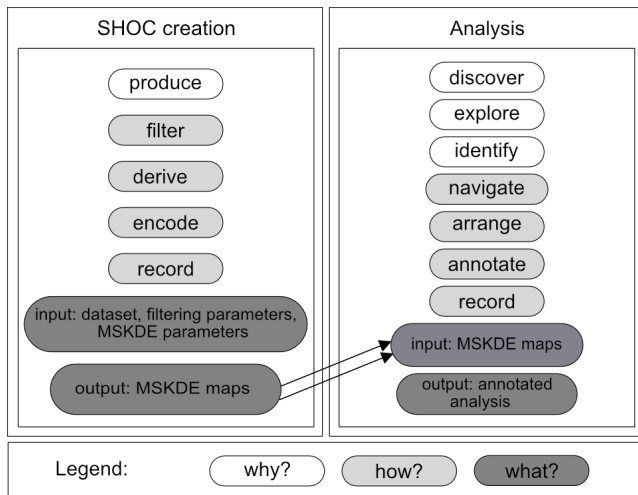 SHOC creation
produce
filter
derive
encode
record
input: dataset, filtering parameters,
MSKDE parameters
output: MSKDE maps
Analysis
discover
explore
identify
navigate
arrange
annotate
record
input: MSKDE maps
output: annotated
analysis
Legend:
why?
how?
what?